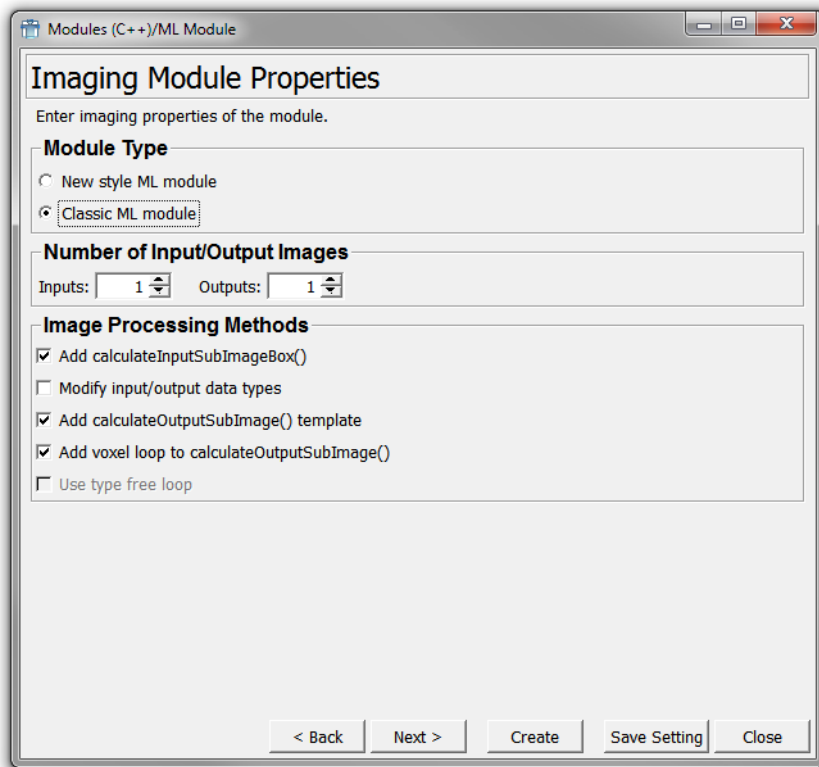 Modules (C++)/ML Module
Imaging Module Properties
Enter imaging properties of the module.
Module Type
New style ML module
Classic ML module
Number of Input/Output Images
Inputs: 1 Outputs: 1
Image Processing Methods
Add calculateInputSubImageBox()
Modify input/output data types
Add calculateOutputSubImage() template
Add voxel loop to calculateOutputSubImage()
Use type free loop
< Back Next > Create Save Setting Close